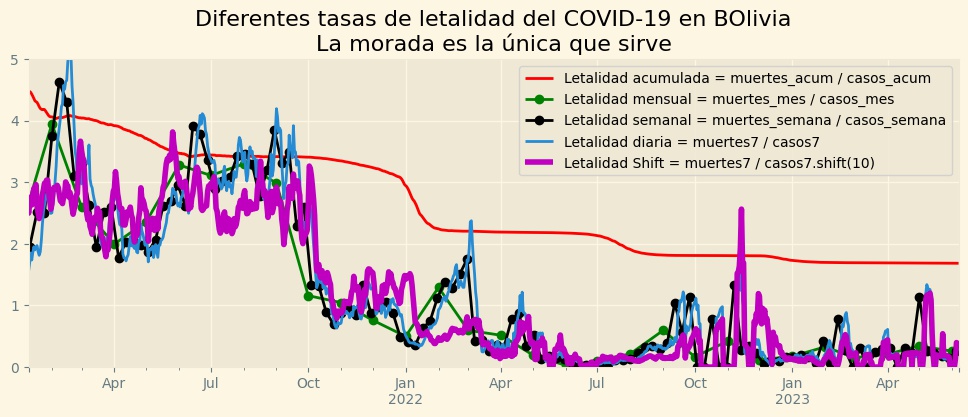 Diferentes tasas de letalidad del COVID-19 en BOlivia
La morada es la única que sirve
5
4
3
2
1
0
Letalidad acumulada = muertes_acum / casos_acum
Letalidad mensual = muertes_mes / casos_mes
Letalidad semanal = muertes_semana / casos_semana
Letalidad diaria = muertes7 / casos7
Letalidad Shift = muertes7 / casos7.shift(10)
Apr Jul Oct Jan Apr Jul Oct Jan Apr
2022 2023